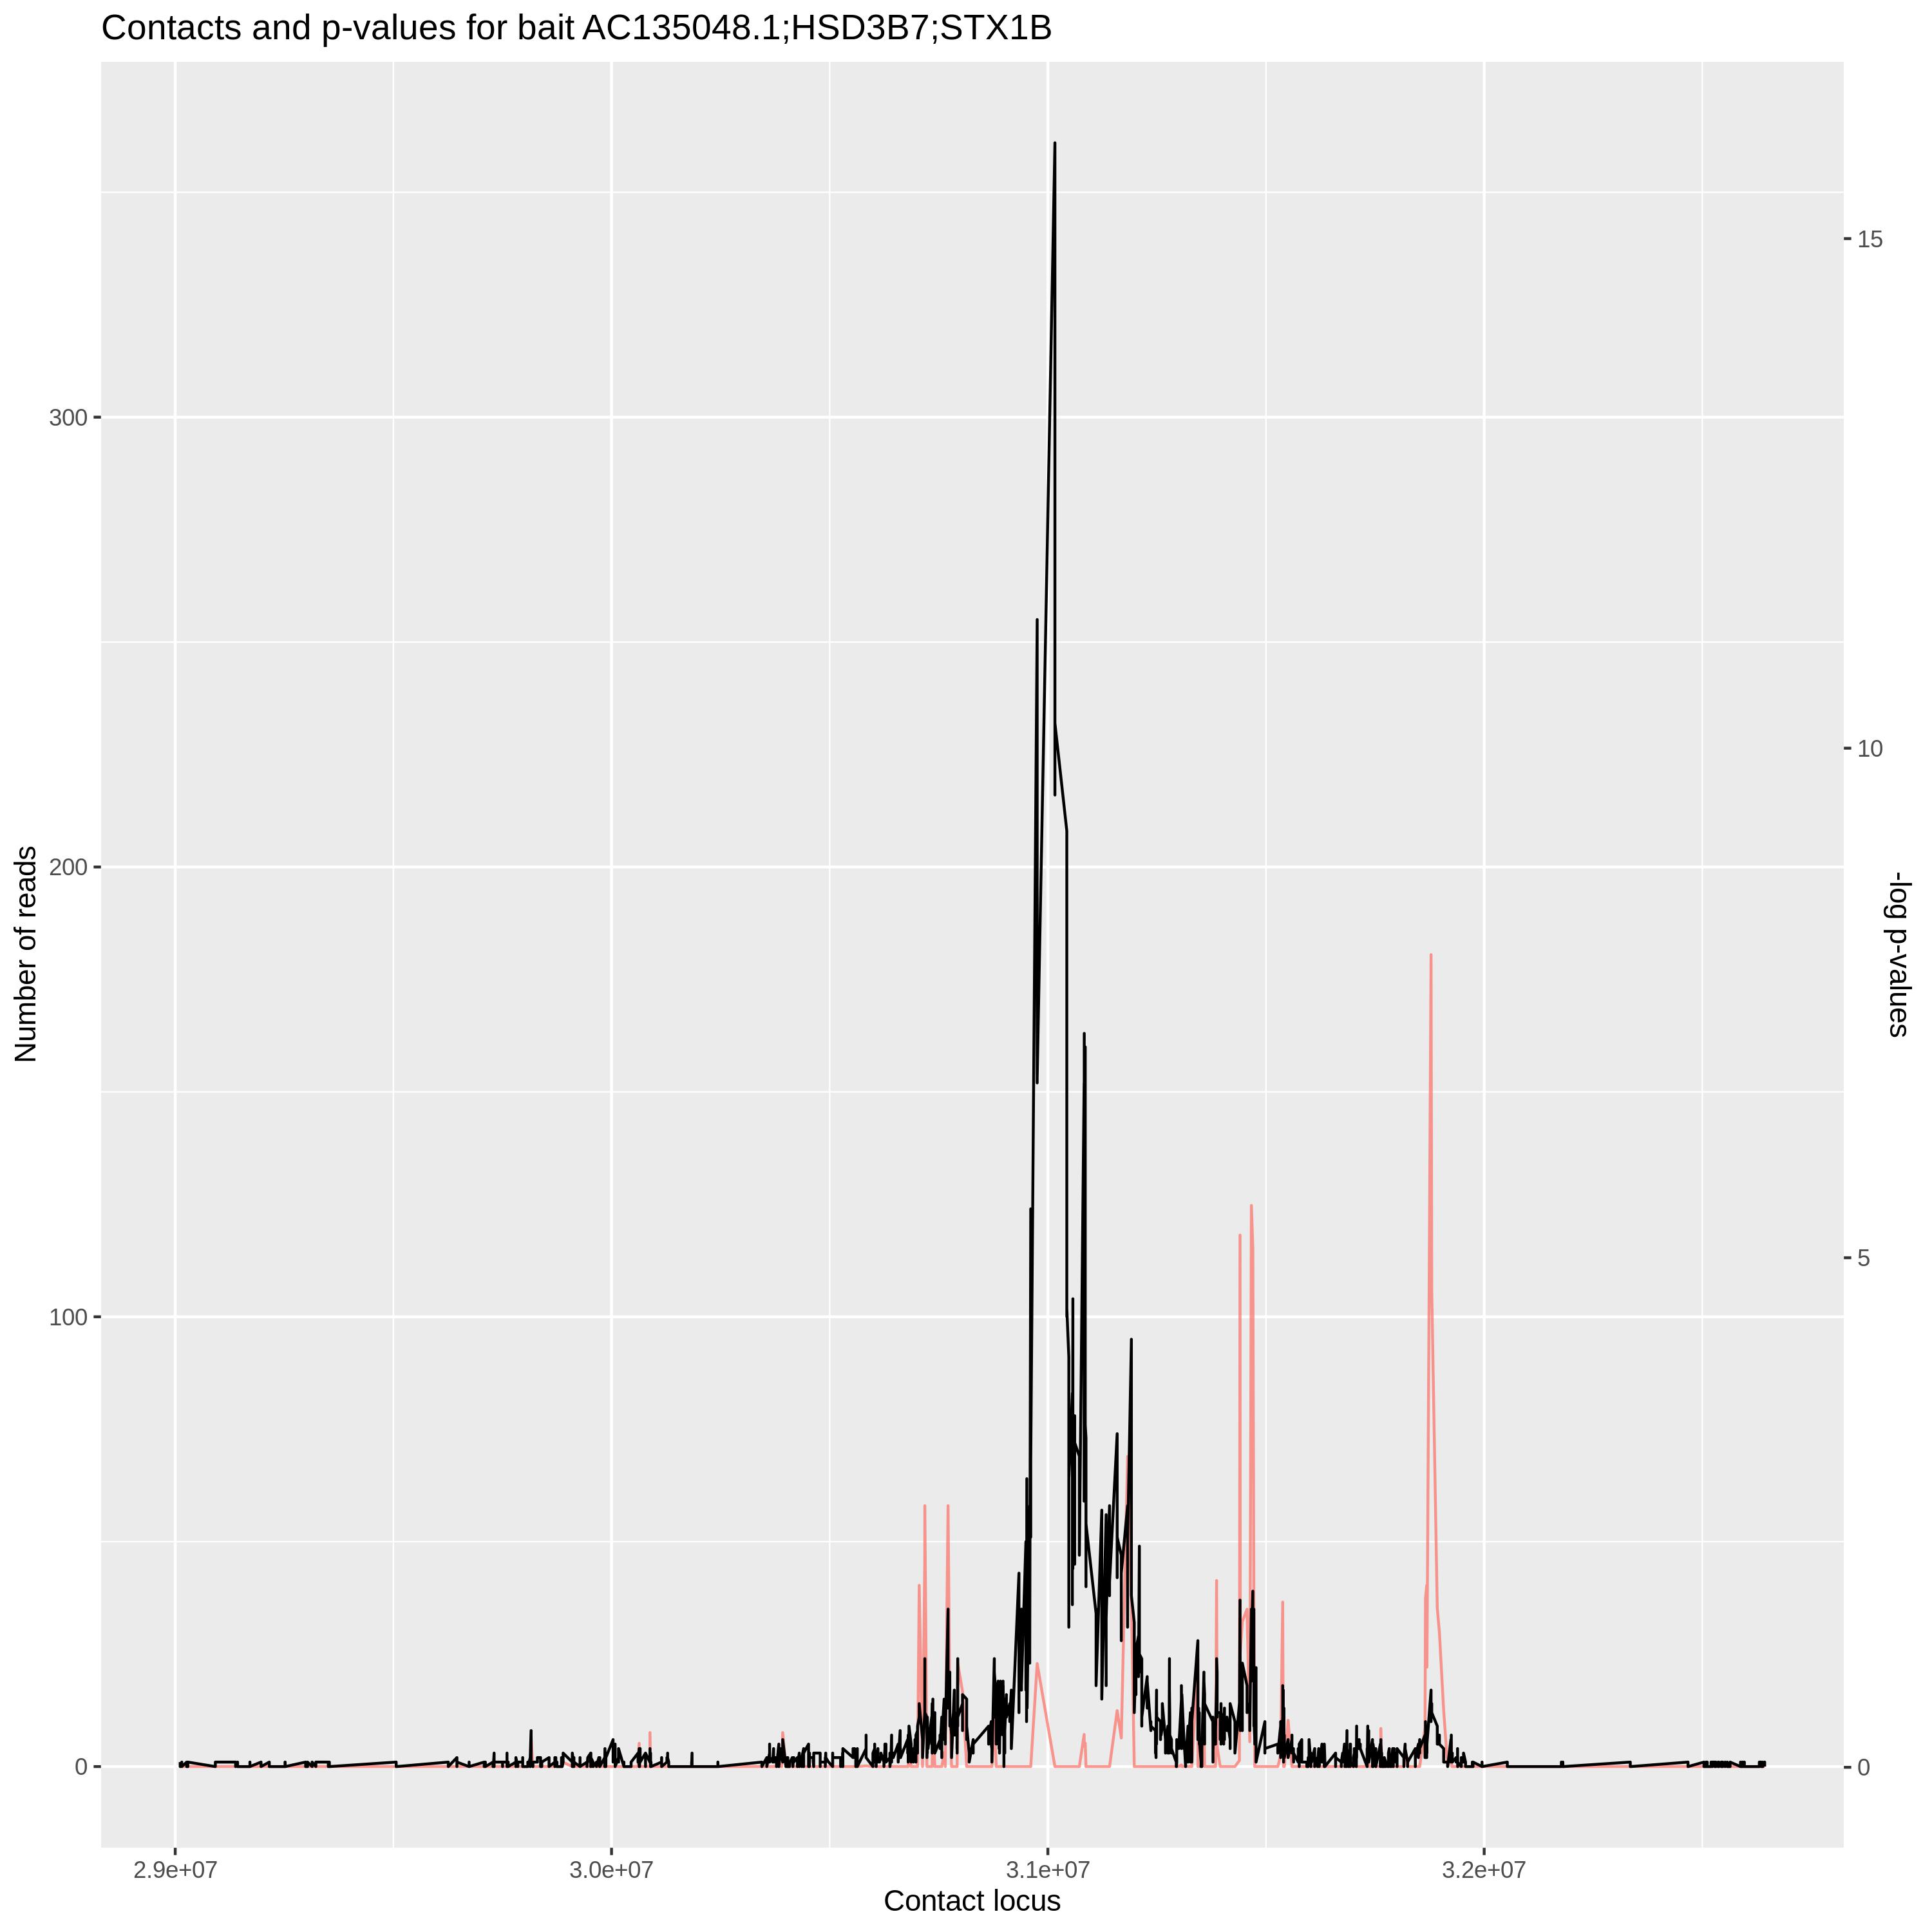 Contacts and p-values for bait AC135048.1;HSD3B7;STX1B
Number of reads
300
200
100
0
15
10
5
0
-log p-values
2.9e+07
3.0e+07
3.1e+07
3.2e+07
Contact locus